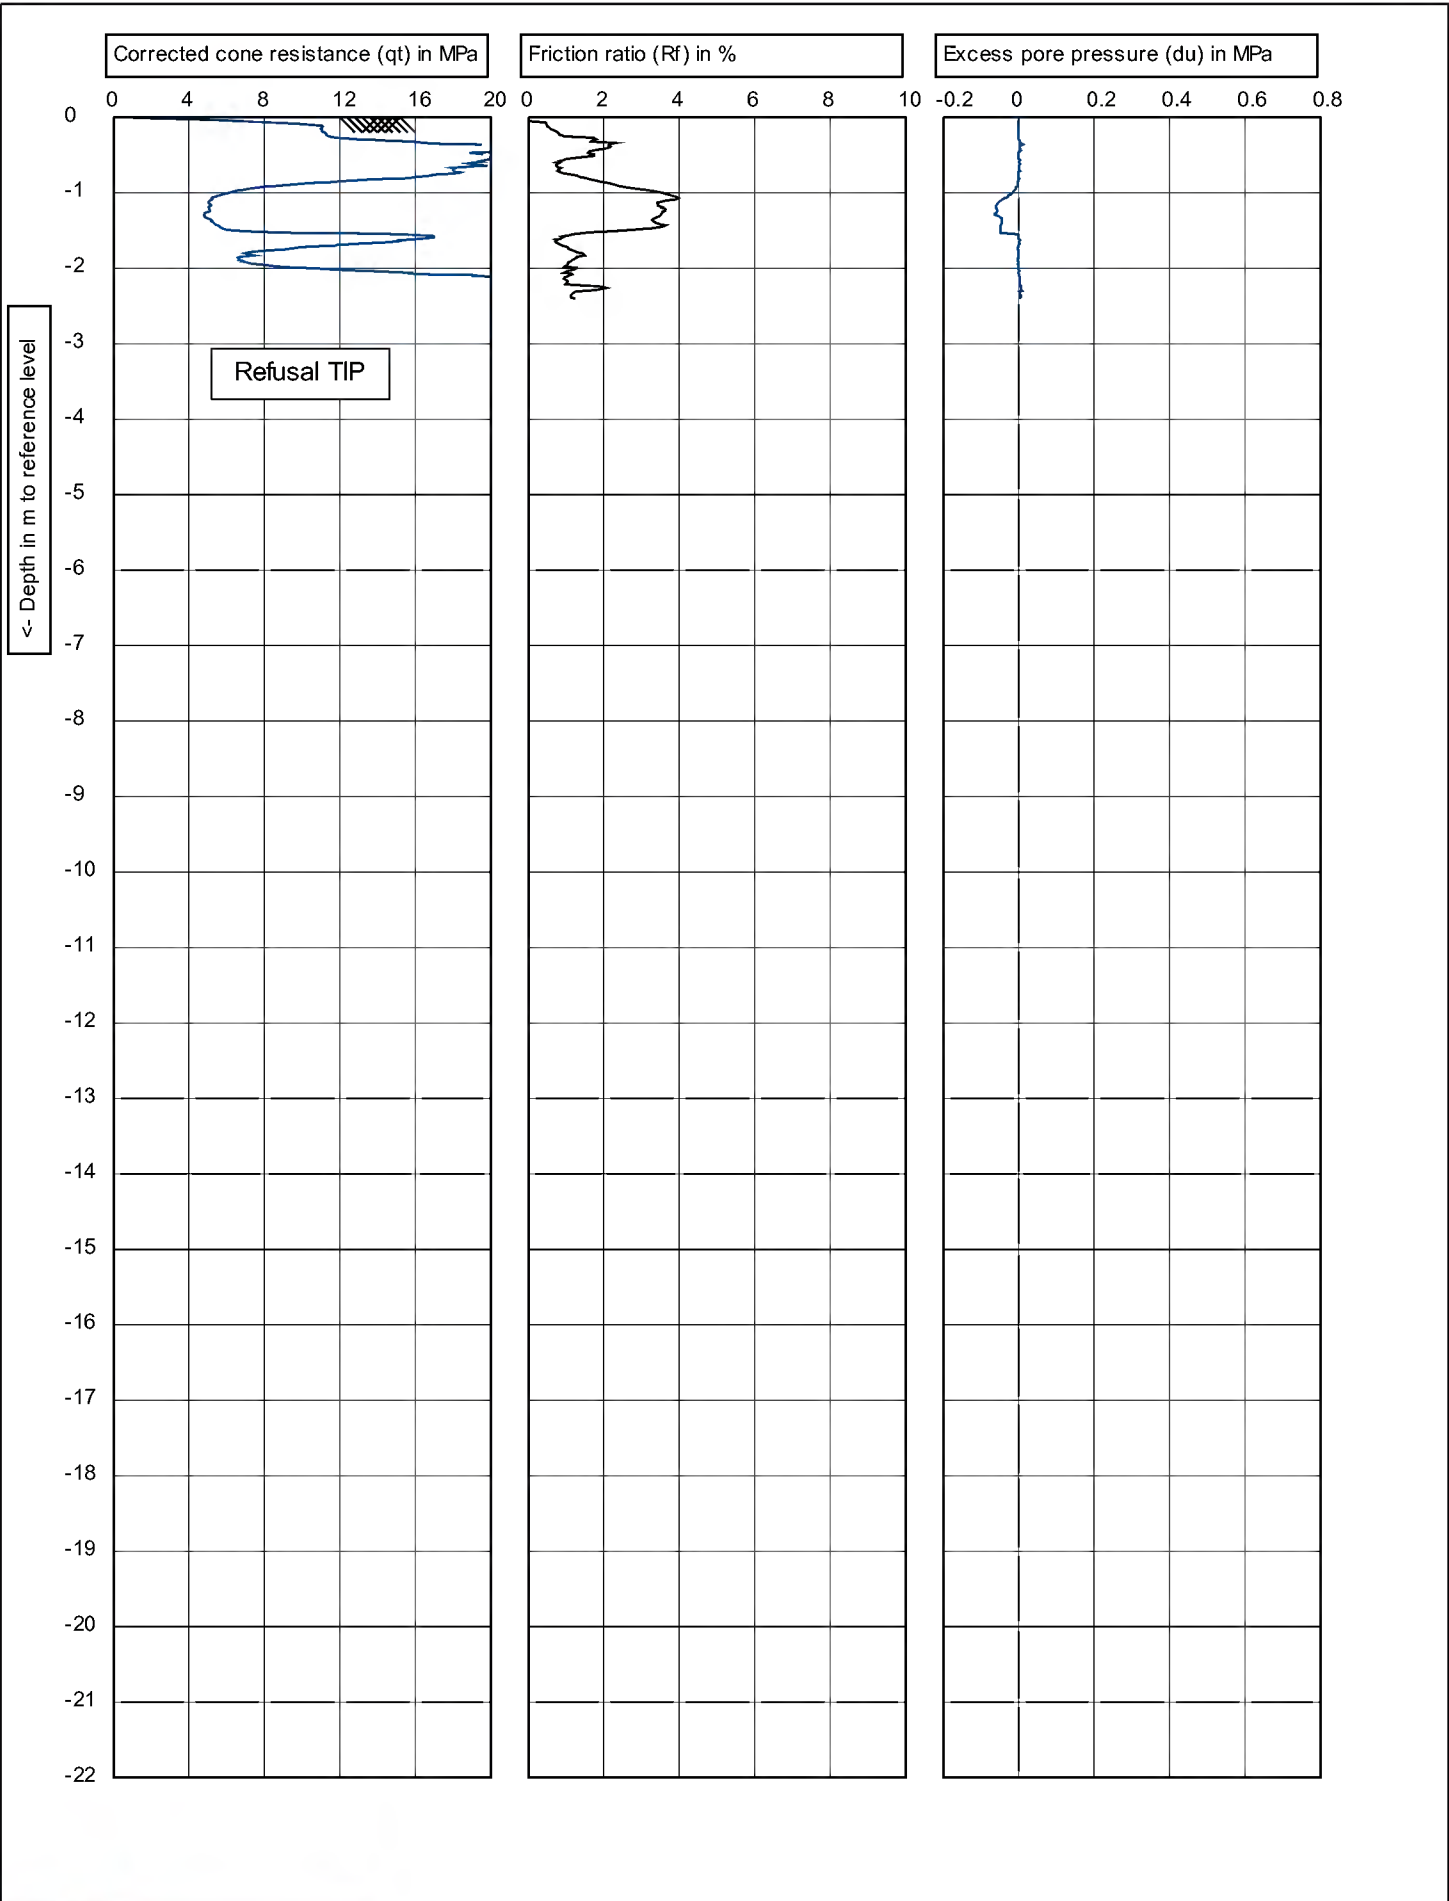 Corrected cone resistance (qt) in MPa
Friction ratio (Rf) in %
Excess pore pressure (du) in MPa
0 4 8 12 16 20
0 2 4 6 8 10
-0.2 0 0.2 0.4 0.6 0.8
0
-1
-2
-3
Refusal TIP
<- Depth in m to reference level
-4
-5
-6
-7
-8
-9
-10
-11
-12
-13
-14
-15
-16
-17
-18
-19
-20
-21
-22